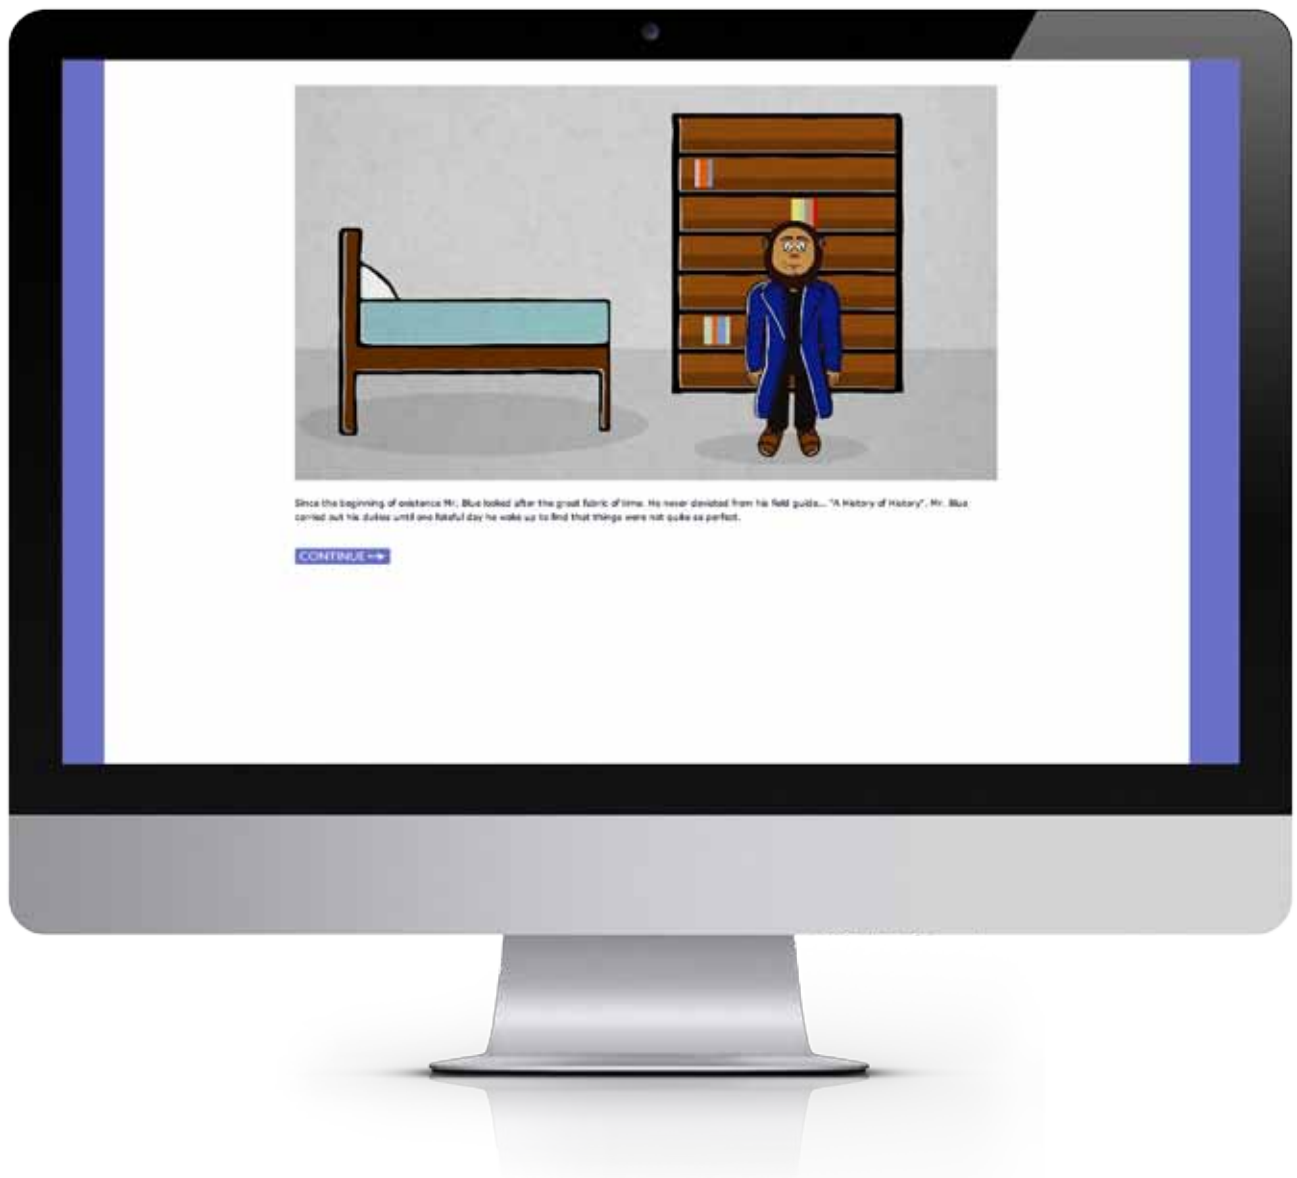 Since the beginning of existence Mr. Blue looked after the great fabric of time. He never deviated from his field guide... "A History of History". Mr. Blue
carried out his duties until one fateful day he woke up to find that things were not quite so perfect.
CONTINUE